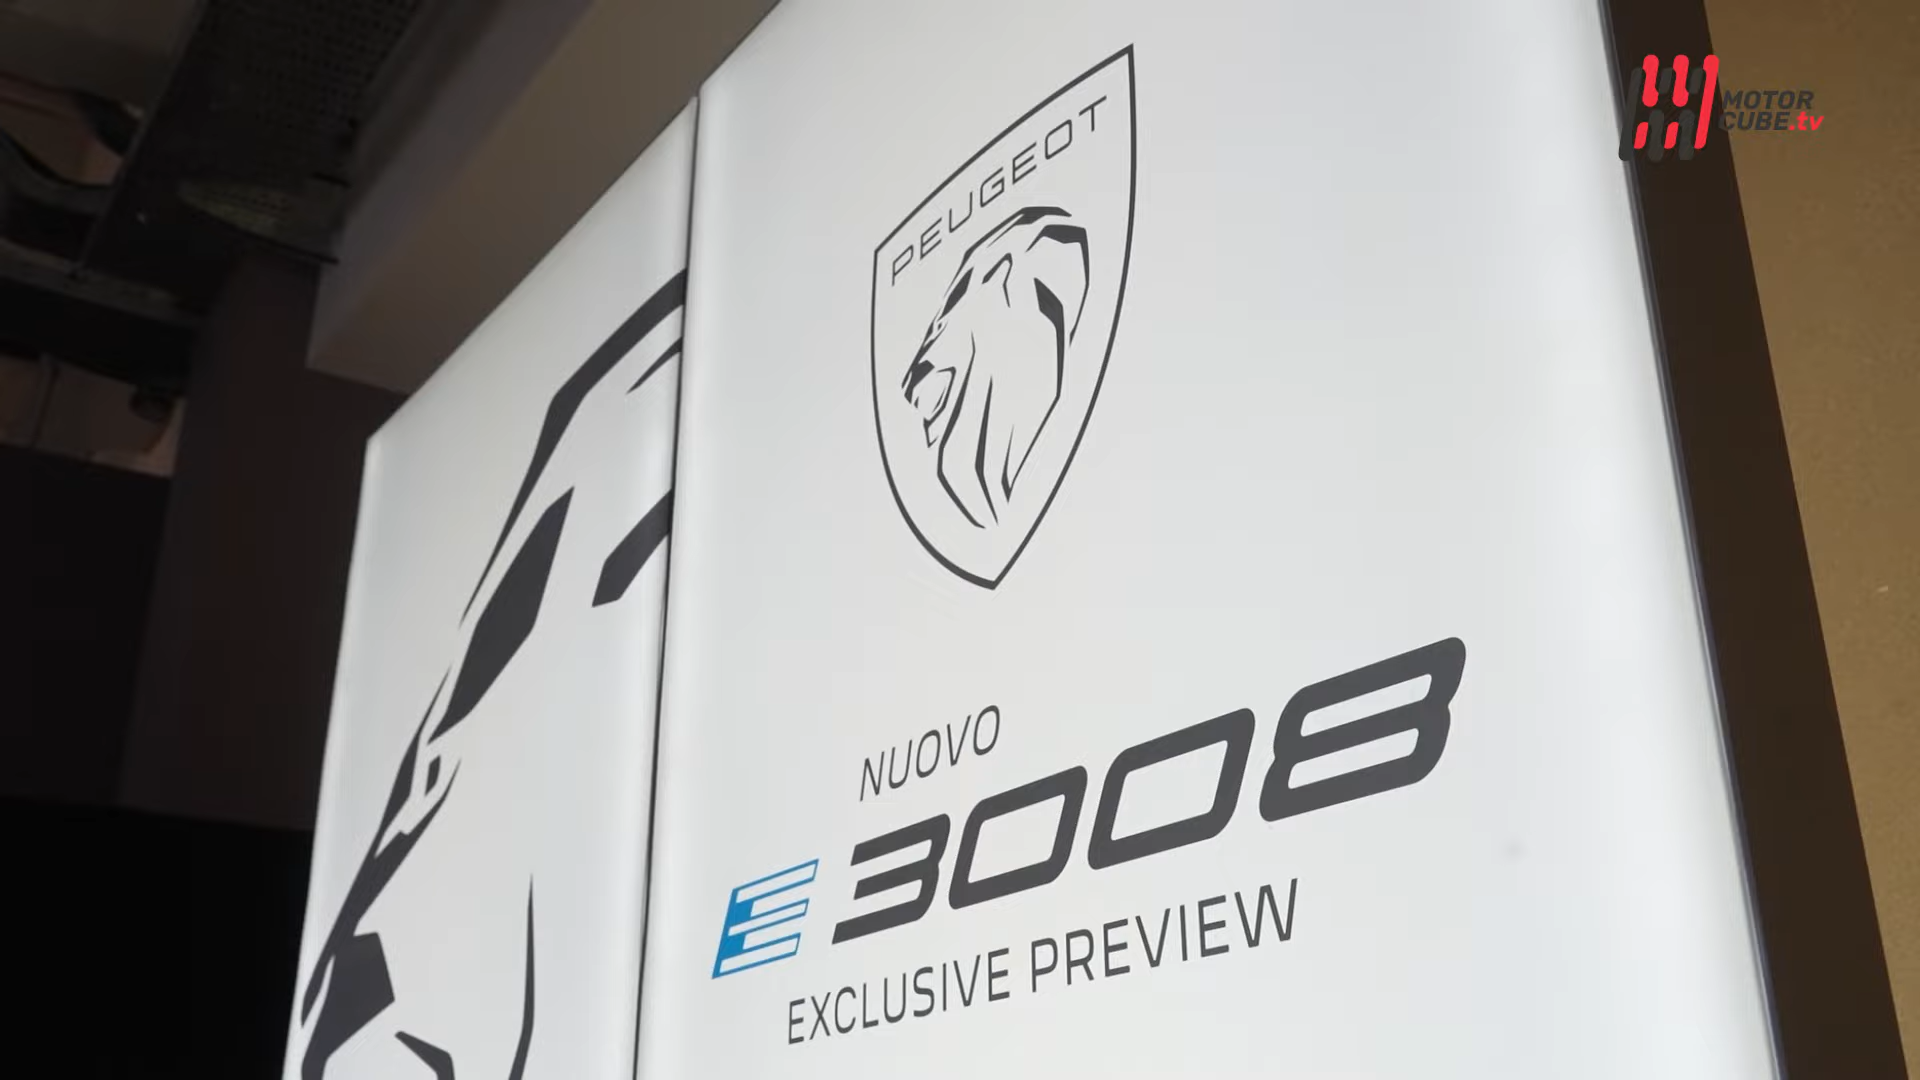 MOTOR
CUBE.tv
PEUGEOT
NUOVO
E 3008
EXCLUSIVE PREVIEW